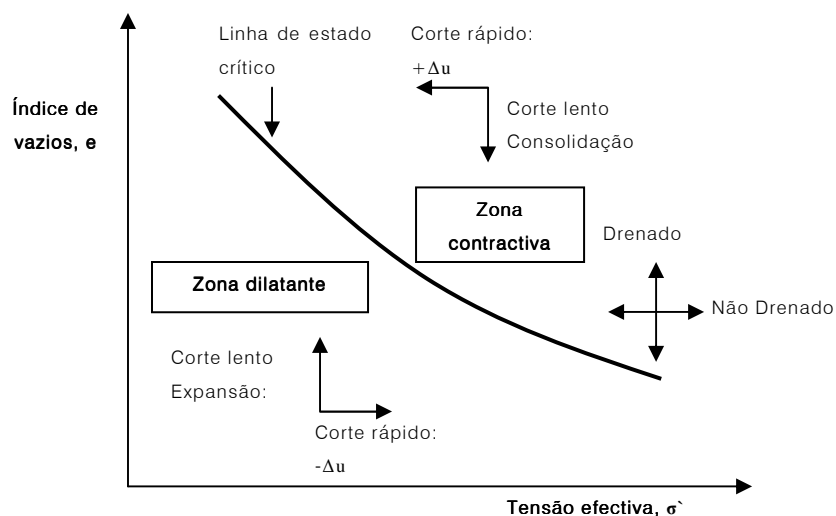 Linha de estado
crítico
Corte rápido:
+Δu
Índice de
vazios, e
Corte lento
Consolidação
Zona
contractiva
Drenado
Zona dilatante
Não Drenado
Corte lento
Expansão:
Corte rápido:
-Δu
Tensão efectiva, σ`